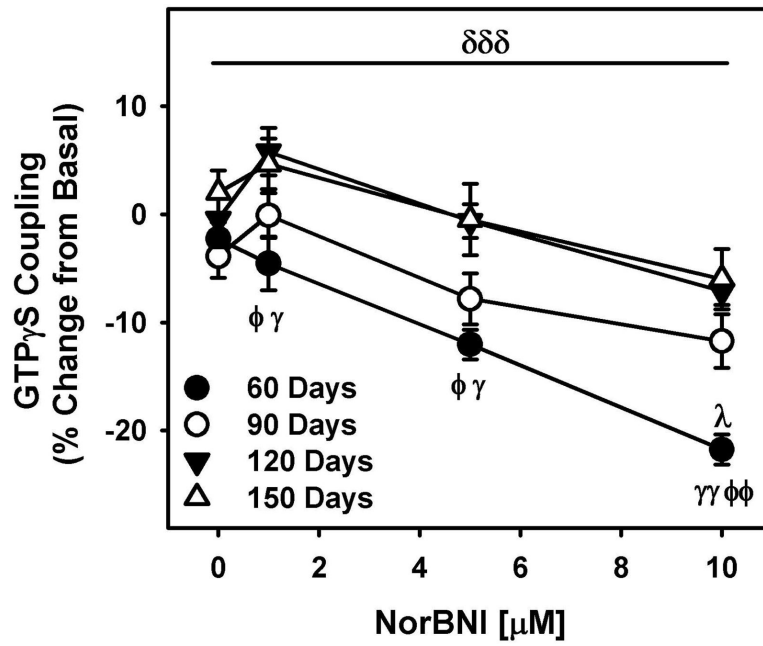 δδδ
10
0
-10
-20
GTPγS Coupling
(% Change from Basal)
ϕ γ
ϕ γ
λ
γγ ϕϕ
60 Days
90 Days
120 Days
150 Days
0 2 4 6 8 10
NorBNI [μM]